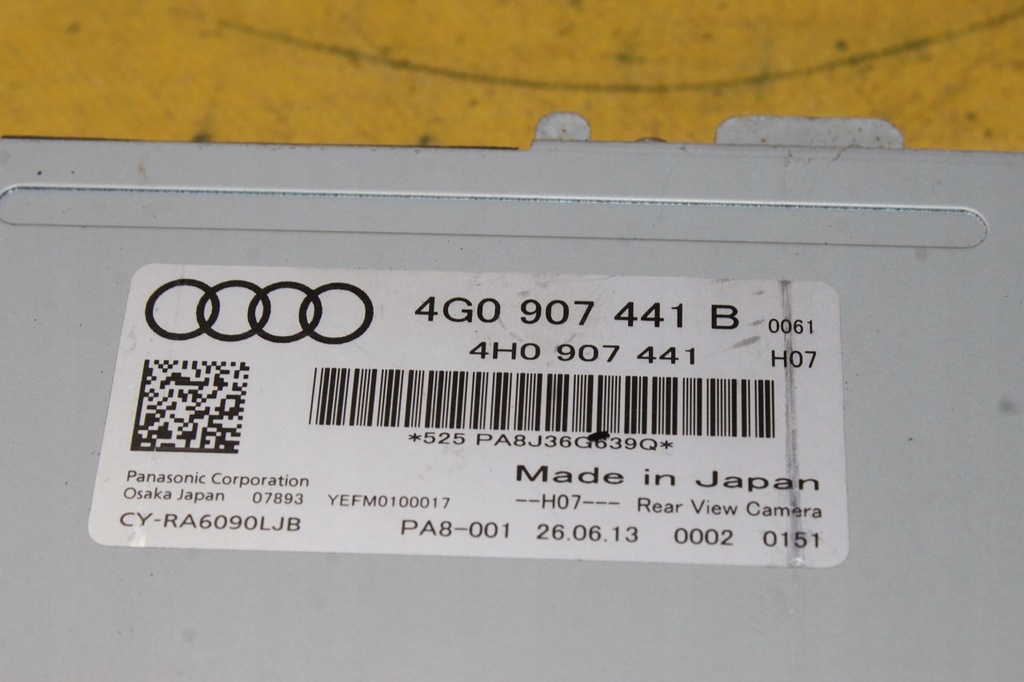 4G0 907 441 B 0061
4H0 907 441 H07
*525 PA8J36G639Q*
Made in Japan
Panasonic Corporation
Osaka Japan 07893 YEFM0100017 --H07--- Rear View Camera
CY-RA6090LJB PA8-001 26.06.13 0002 0151